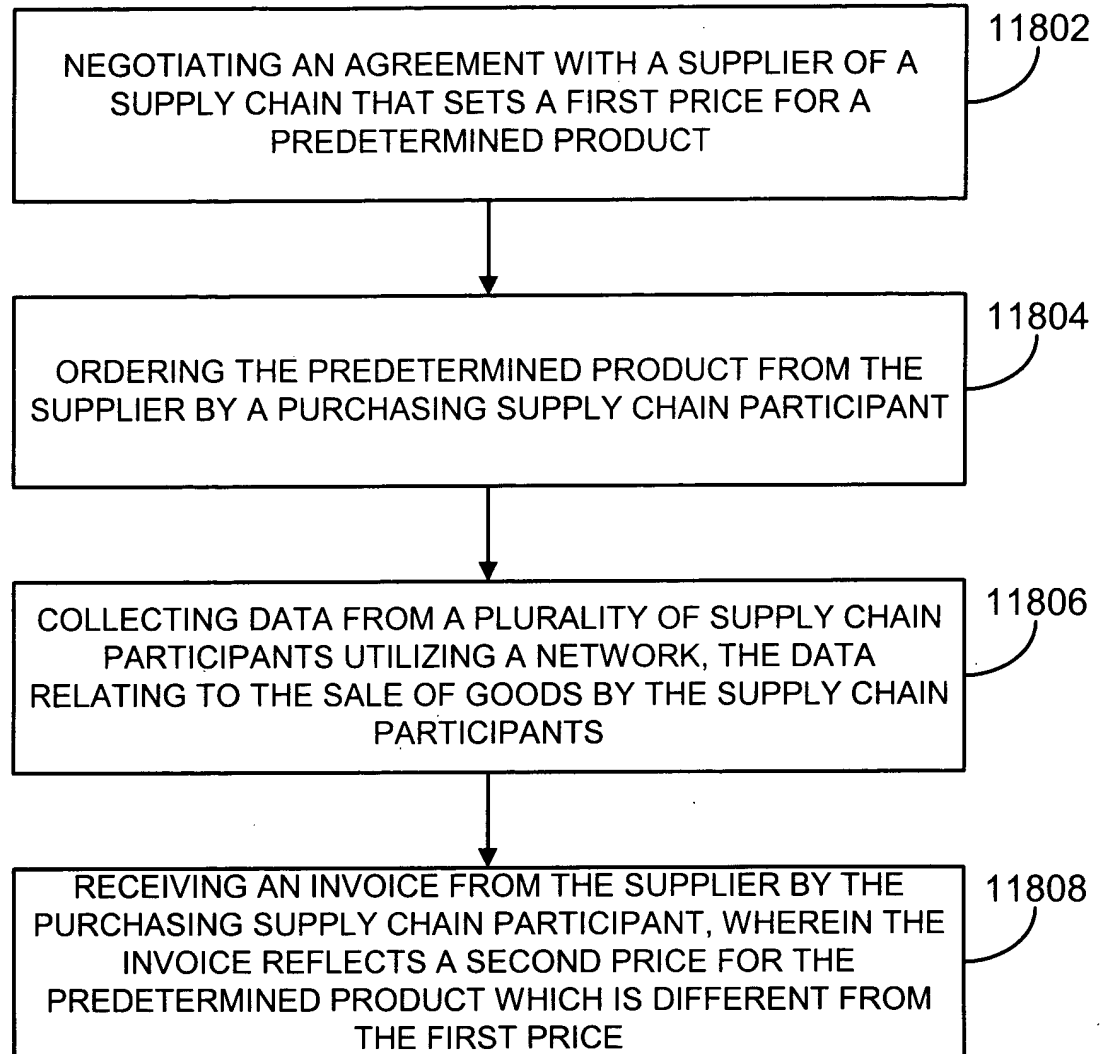 11802
NEGOTIATING AN AGREEMENT WITH A SUPPLIER OF A
SUPPLY CHAIN THAT SETS A FIRST PRICE FOR A
PREDETERMINED PRODUCT
11804
ORDERING THE PREDETERMINED PRODUCT FROM THE
SUPPLIER BY A PURCHASING SUPPLY CHAIN PARTICIPANT
11806
COLLECTING DATA FROM A PLURALITY OF SUPPLY CHAIN
PARTICIPANTS UTILIZING A NETWORK, THE DATA
RELATING TO THE SALE OF GOODS BY THE SUPPLY CHAIN
PARTICIPANTS
11808
RECEIVING AN INVOICE FROM THE SUPPLIER BY THE
PURCHASING SUPPLY CHAIN PARTICIPANT, WHEREIN THE
INVOICE REFLECTS A SECOND PRICE FOR THE
PREDETERMINED PRODUCT WHICH IS DIFFERENT FROM
THE FIRST PRICE